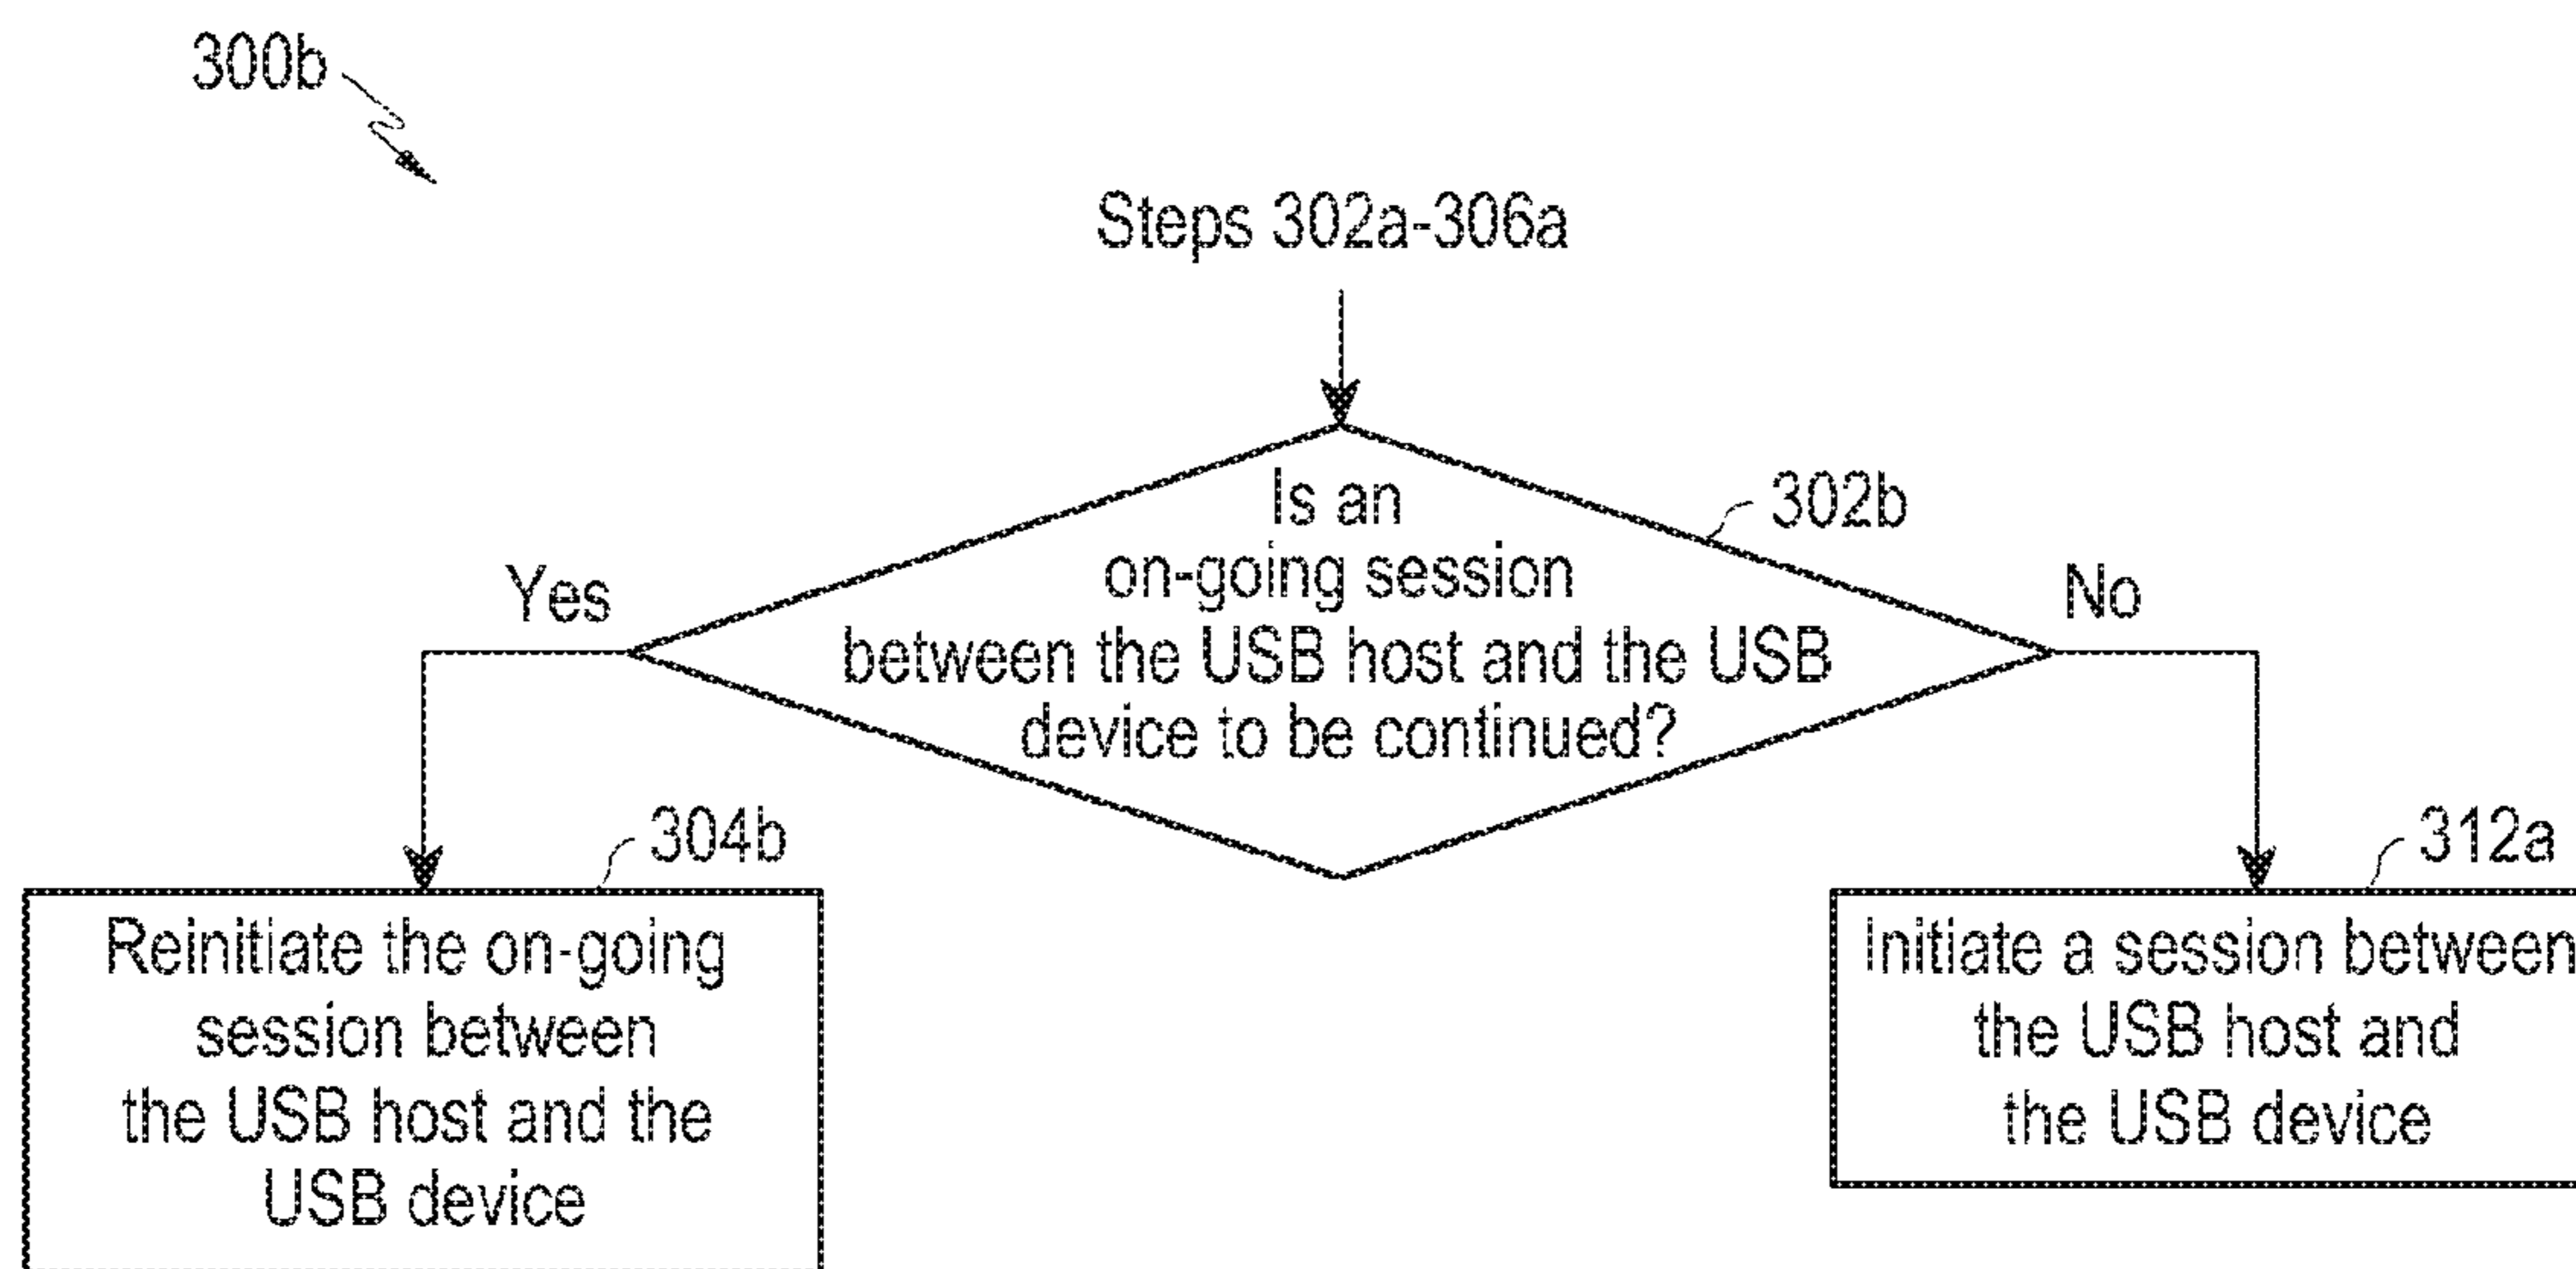 300b
Steps 302a-306a
Is an
on-going session
between the USB host and the USB
device to be continued?
302b
Yes
No
304b
Reinitiate the on-going
session between
the USB host and the
USB device
312a
Initiate a session between
the USB host and
the USB device